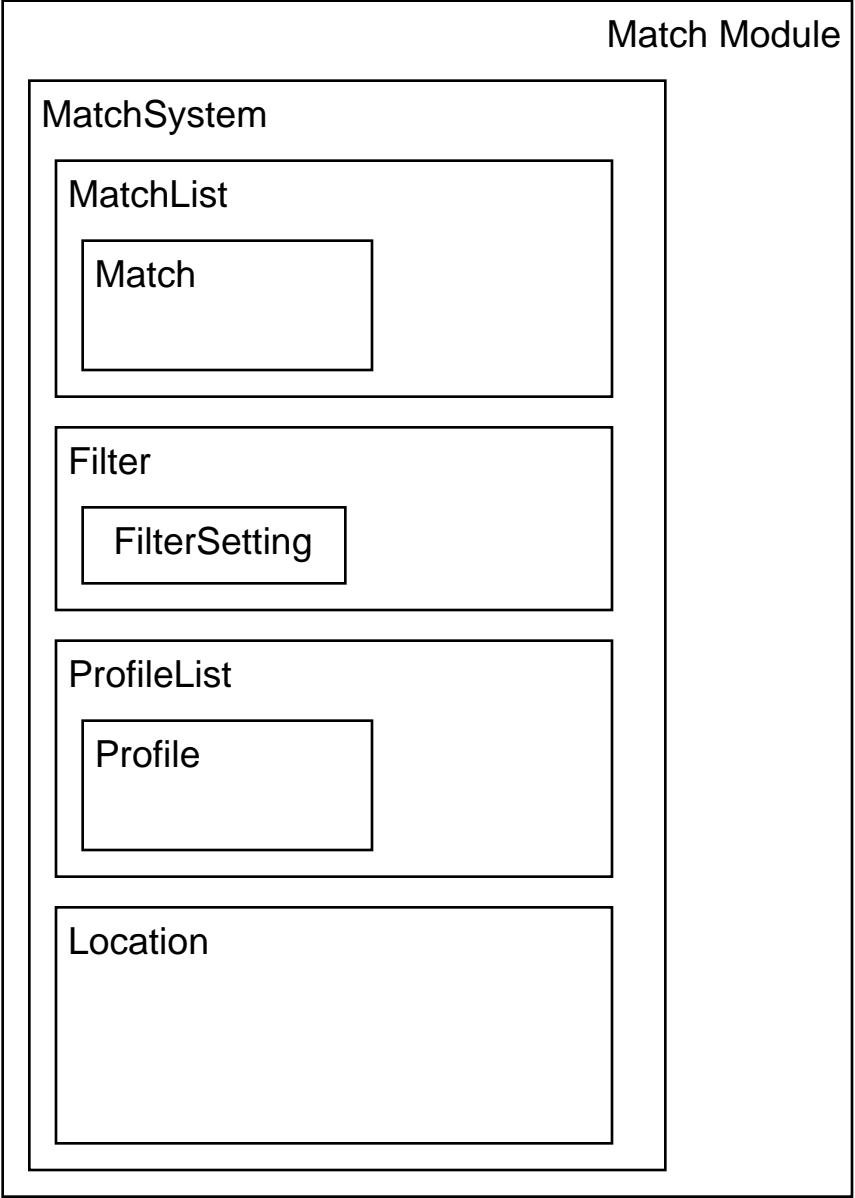 Match Module
MatchSystem
MatchList
Match
Filter
FilterSetting
ProfileList
Profile
Location